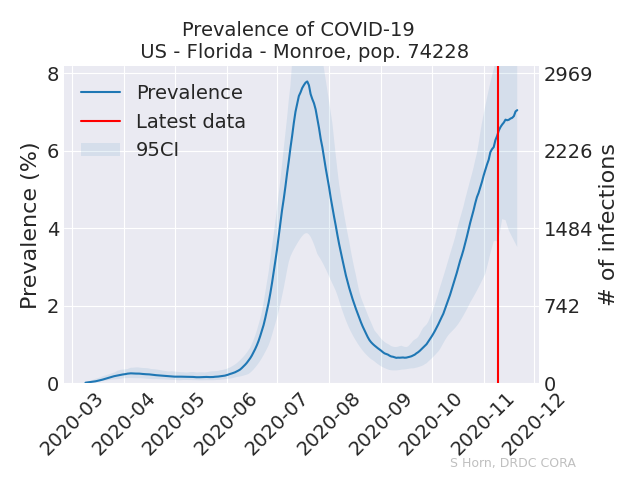 Prevalence of COVID-19
US - Florida - Monroe, pop. 74228
Prevalence (%)
8
6
4
2
0
Prevalence
Latest data
95CI
2969
2226
1484
742
0
# of infections
2020-03
2020-04
2020-05
2020-06
2020-07
2020-08
2020-09
2020-10
2020-11
2020-12
S Horn, DRDC CORA